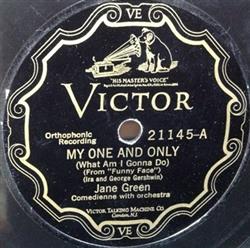 VE
"HIS MASTER'S VOICE"
VICTOR
Orthophonic
Recording
21145-A
MY ONE AND ONLY
(What Am I Gonna Do)
(From "Funny Face")
(Ira and George Gershwin)
Jane Green
Comedienne with orchestra
VICTOR TALKING MACHINE CO.
Camden, N.J.
VE